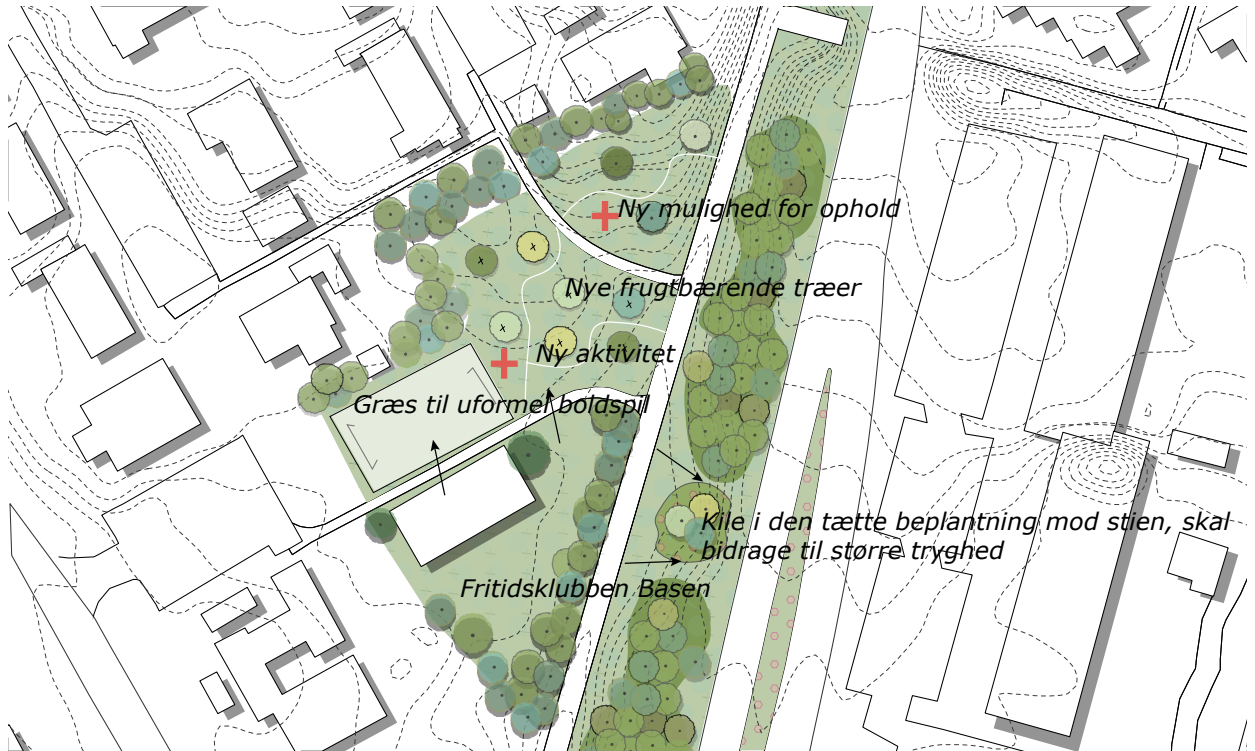 Ny mulighed for ophold
Nye frugtbærende træer
Ny aktivitet
Græs til uformel boldspil
Kile i den tætte beplantning mod stien, skal
bidrage til større tryghed
Fritidsklubben Basen